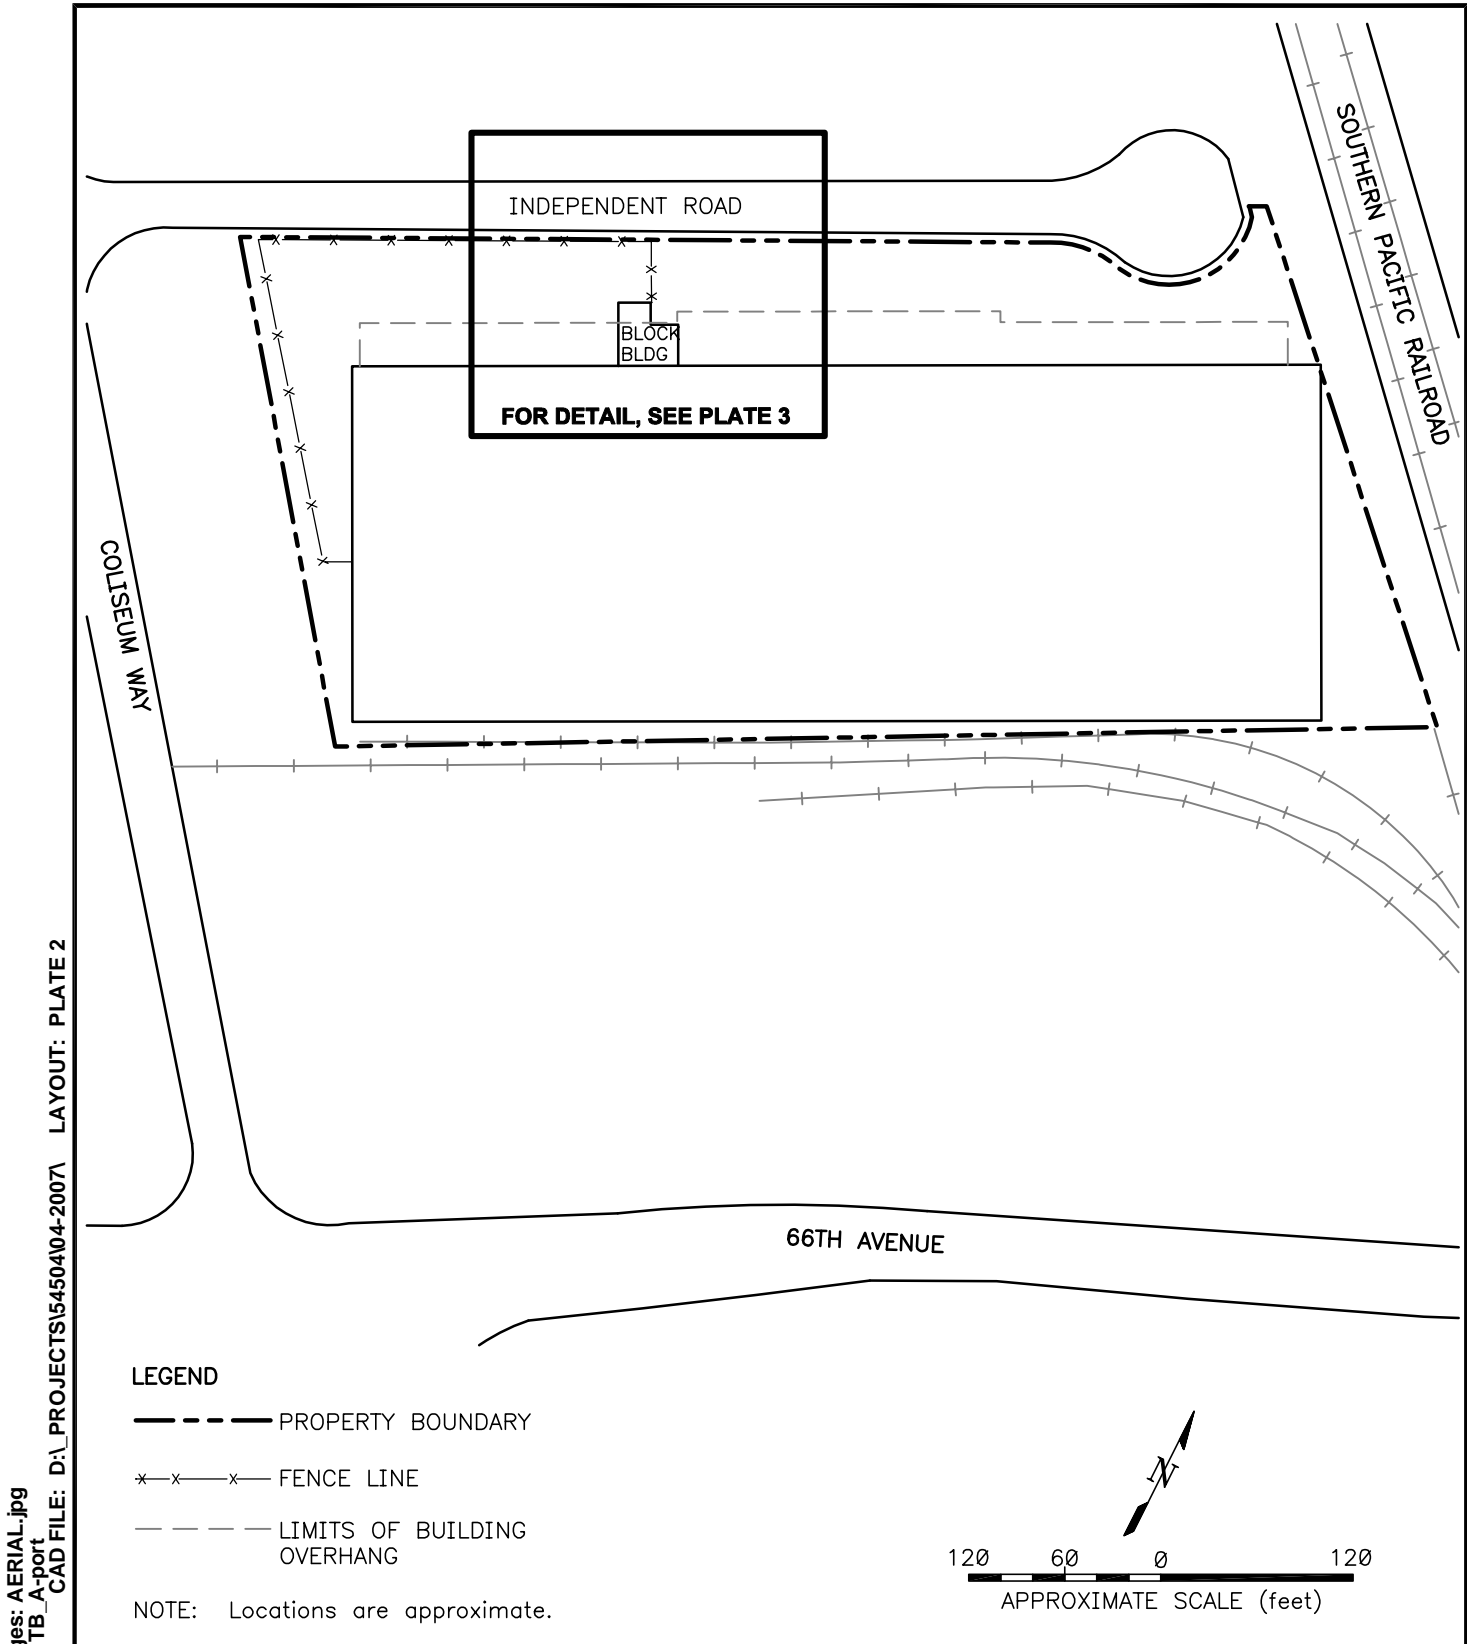 INDEPENDENT ROAD
SOUTHERN PACIFIC RAILROAD
BLOCK
BLDG
FOR DETAIL, SEE PLATE 3
COLISEUM WAY
66TH AVENUE
LEGEND
PROPERTY BOUNDARY
FENCE LINE
LIMITS OF BUILDING
OVERHANG
NOTE: Locations are approximate.
N
120 60 0 120
APPROXIMATE SCALE (feet)
ges: AERIAL.jpg
TB_A-port
CAD FILE: D:\_PROJECTS\54504\04-2007\ LAYOUT: PLATE 2